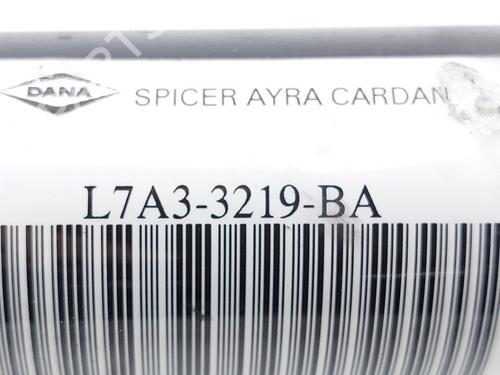 DANA
SPICER AYRA CARDAN
L7A3-3219-BA